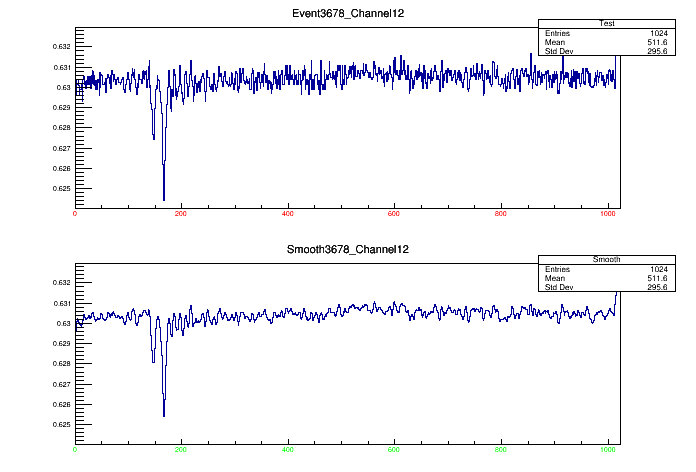 Event3678_Channel12
Test
Entries 1024
Mean 511.6
Std Dev 295.6
0.632
0.631
0.63
0.629
0.628
0.627
0.626
0.625
0 200 400 600 800 1000
Smooth3678_Channel12
Smooth
Entries 1024
Mean 511.6
Std Dev 295.6
0.632
0.631
0.63
0.629
0.628
0.627
0.626
0.625
0 200 400 600 800 1000